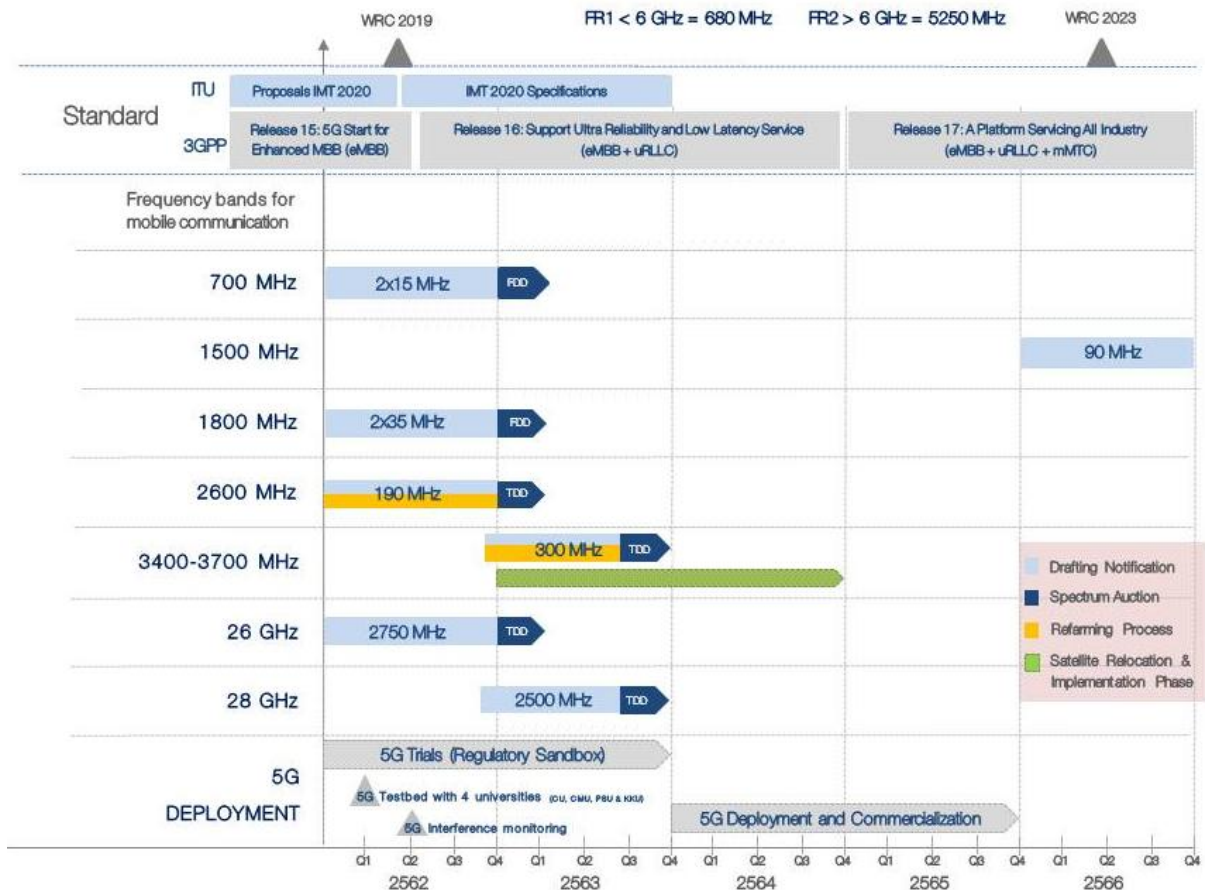 WRC 2019
FR1 < 6 GHz = 680 MHz
FR2 > 6 GHz = 5250 MHz
WRC 2023
Standard
ITU
Proposals IMT 2020
IMT 2020 Specifications
3GPP
Release 15: 5G Start for
Enhanced MBB (eMBB)
Release 16: Support Ultra Reliability and Low Latency Service
(eMBB + uRLLC)
Release 17: A Platform Servicing All Industry
(eMBB + uRLLC + mMTC)
Frequency bands for
mobile communication
700 MHz
2x15 MHz
FDD
1500 MHz
90 MHz
1800 MHz
2x35 MHz
FDD
2600 MHz
190 MHz
TDD
3400-3700 MHz
300 MHz
TDD
26 GHz
2750 MHz
TDD
28 GHz
2500 MHz
TDD
Drafting Notification
Spectrum Auction
Refarming Process
Satellite Relocation &
Implementation Phase
5G
DEPLOYMENT
5G Trials (Regulatory Sandbox)
5G Testbed with 4 universities (CU, CMU, PSU & KKU)
5G Interference monitoring
5G Deployment and Commercialization
Q1 Q2 Q3 Q4 Q1 Q2 Q3 Q4 Q1 Q2 Q3 Q4 Q1 Q2 Q3 Q4 Q1 Q2 Q3 Q4
2562 2563 2564 2565 2566